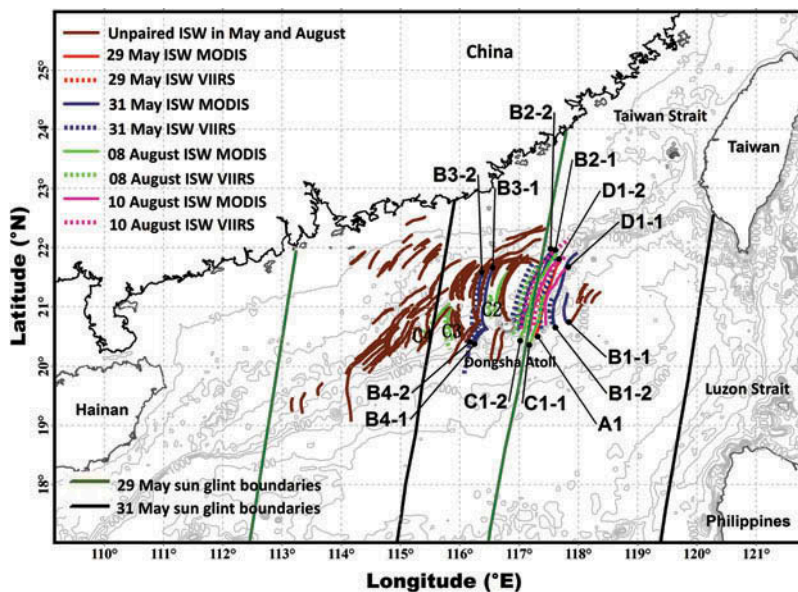 Unpaired ISW in May and August
29 May ISW MODIS
29 May ISW VIIRS
31 May ISW MODIS
31 May ISW VIIRS
08 August ISW MODIS
08 August ISW VIIRS
10 August ISW MODIS
10 August ISW VIIRS
China
Taiwan Strait
Taiwan
B2-2
B2-1
B3-2
B3-1
D1-2
D1-1
C2
C3
Dongsha Atoll
B4-2
B4-1
C1-2
C1-1
A1
B1-1
B1-2
Hainan
Luzon Strait
Philippines
29 May sun glint boundaries
31 May sun glint boundaries
25°
24°
23°
22°
21°
20°
19°
18°
Latitude (°N)
110°
111°
112°
113°
114°
115°
116°
117°
118°
119°
120°
121°
Longitude (°E)